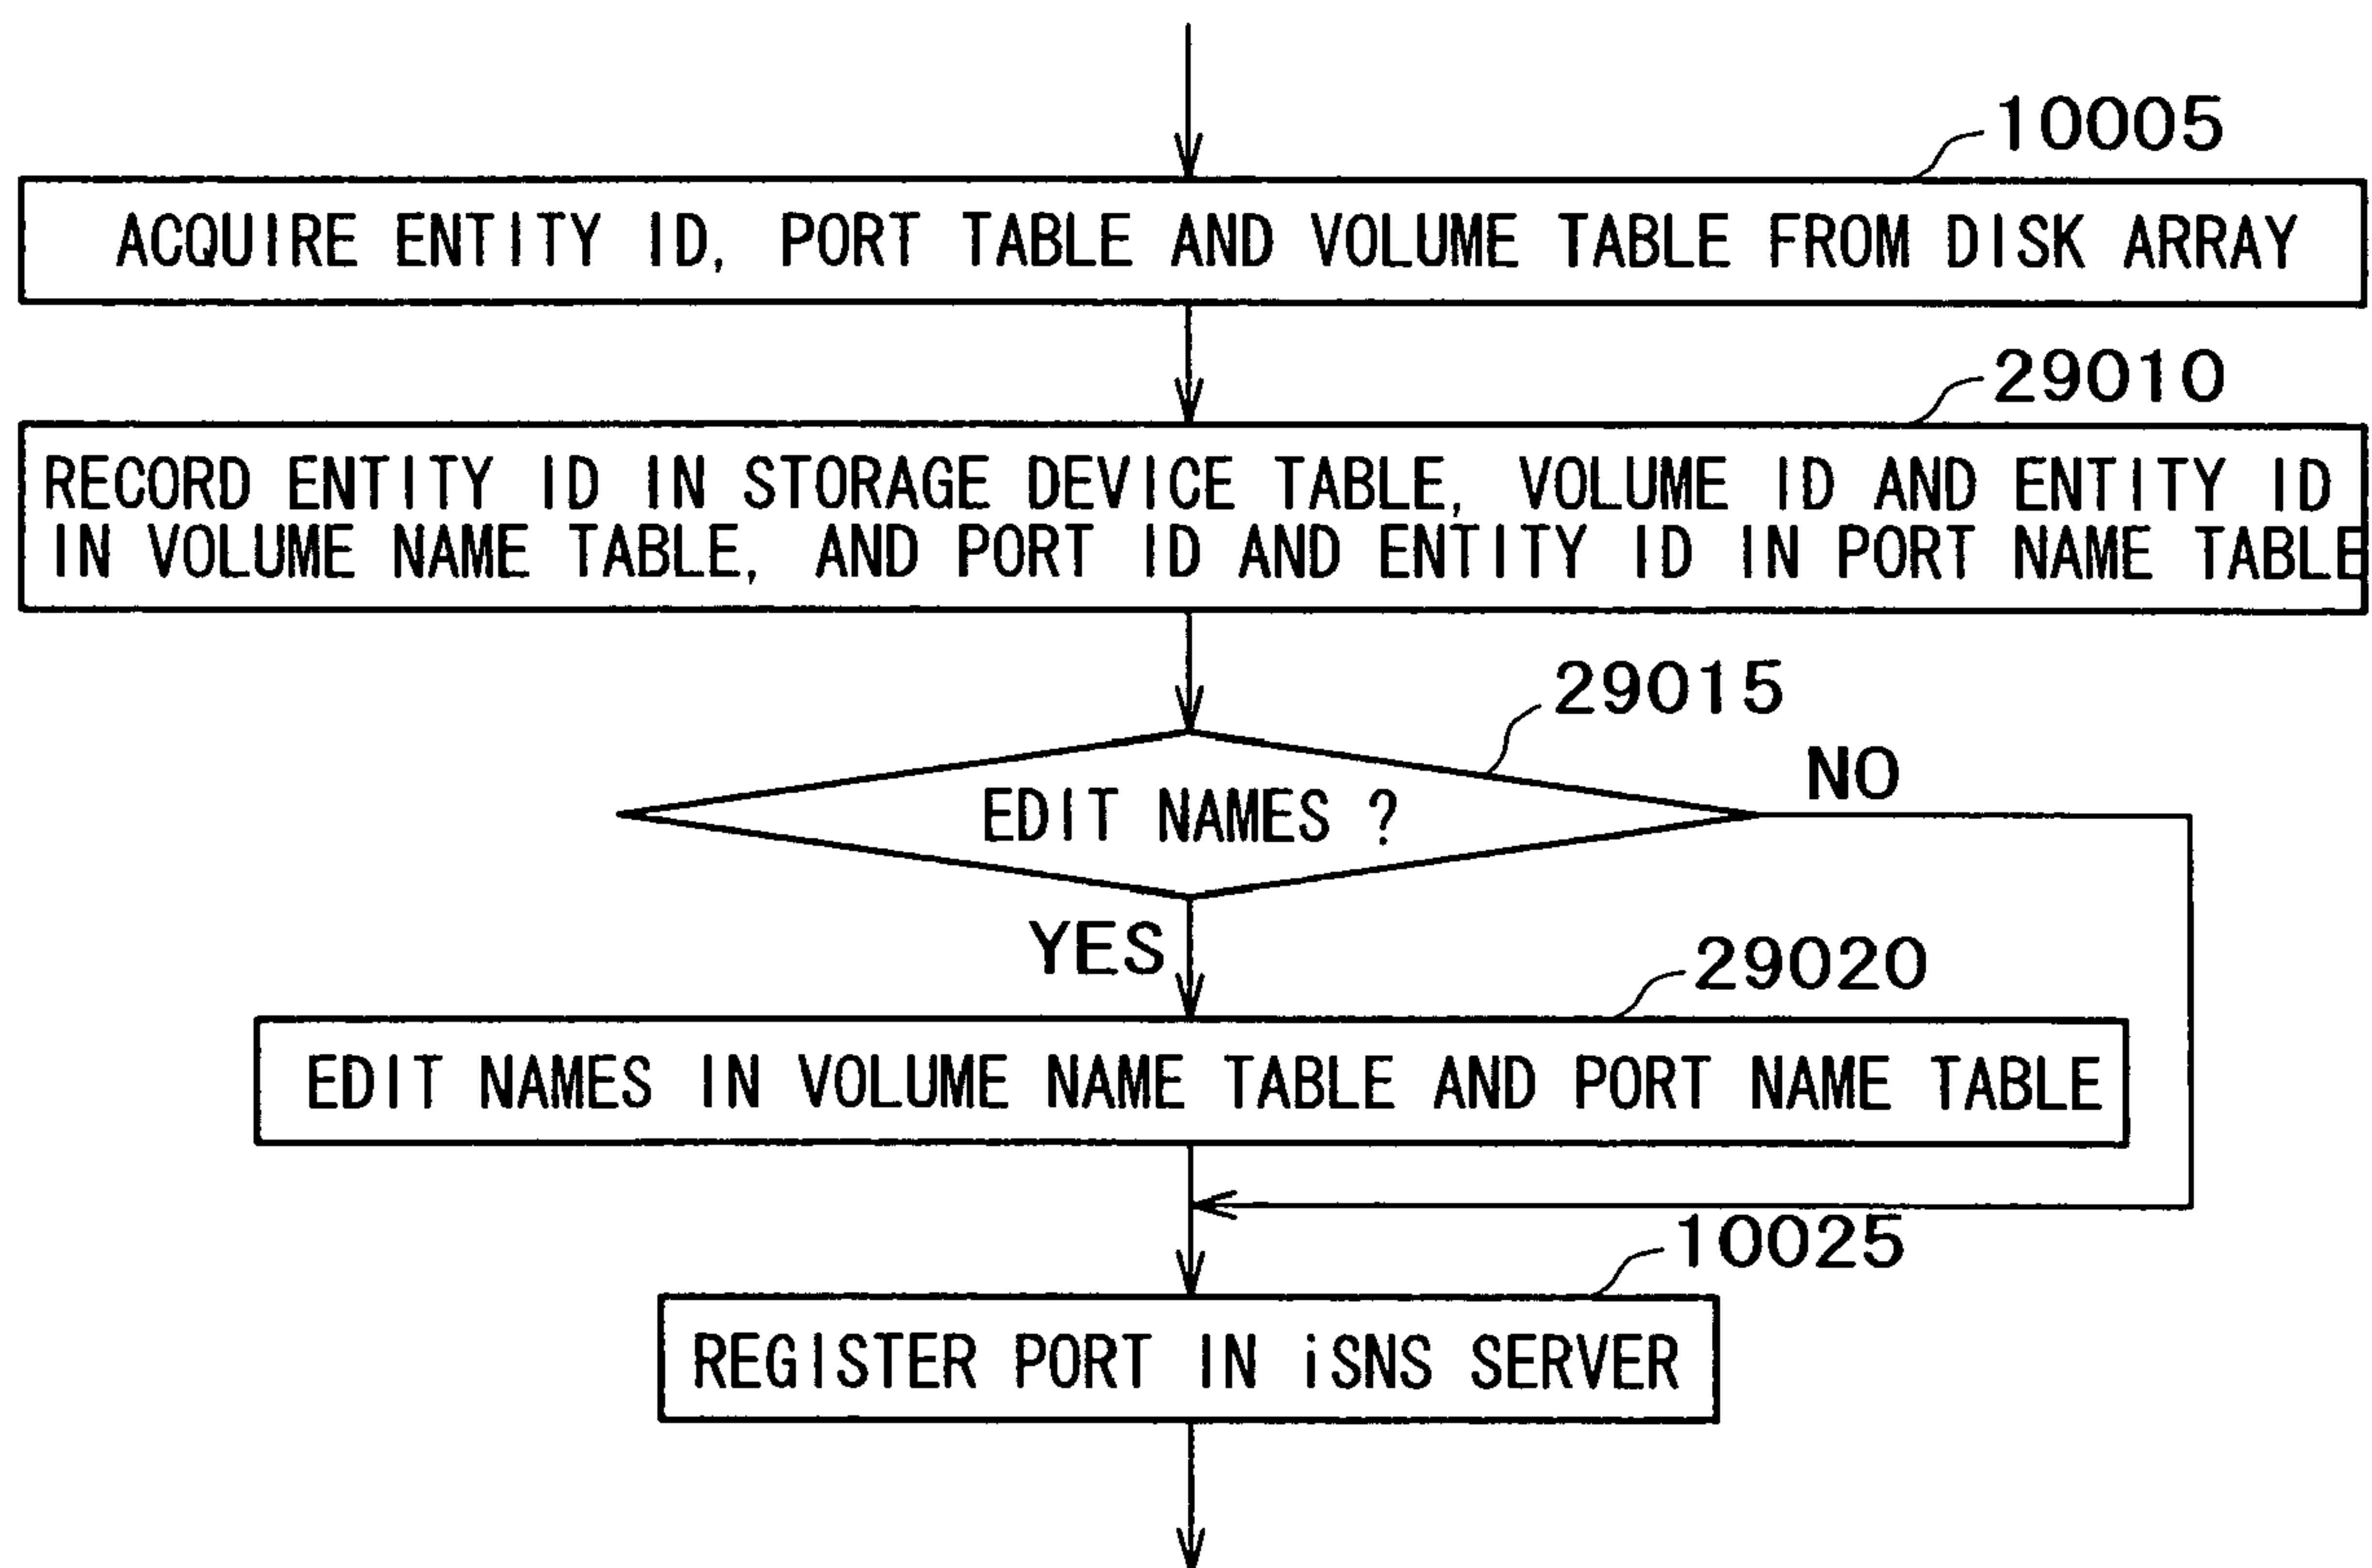 10005
ACQUIRE ENTITY ID, PORT TABLE AND VOLUME TABLE FROM DISK ARRAY
29010
RECORD ENTITY ID IN STORAGE DEVICE TABLE, VOLUME ID AND ENTITY ID
IN VOLUME NAME TABLE, AND PORT ID AND ENTITY ID IN PORT NAME TABLE
29015
NO
EDIT NAMES ?
YES
29020
EDIT NAMES IN VOLUME NAME TABLE AND PORT NAME TABLE
10025
REGISTER PORT IN iSNS SERVER